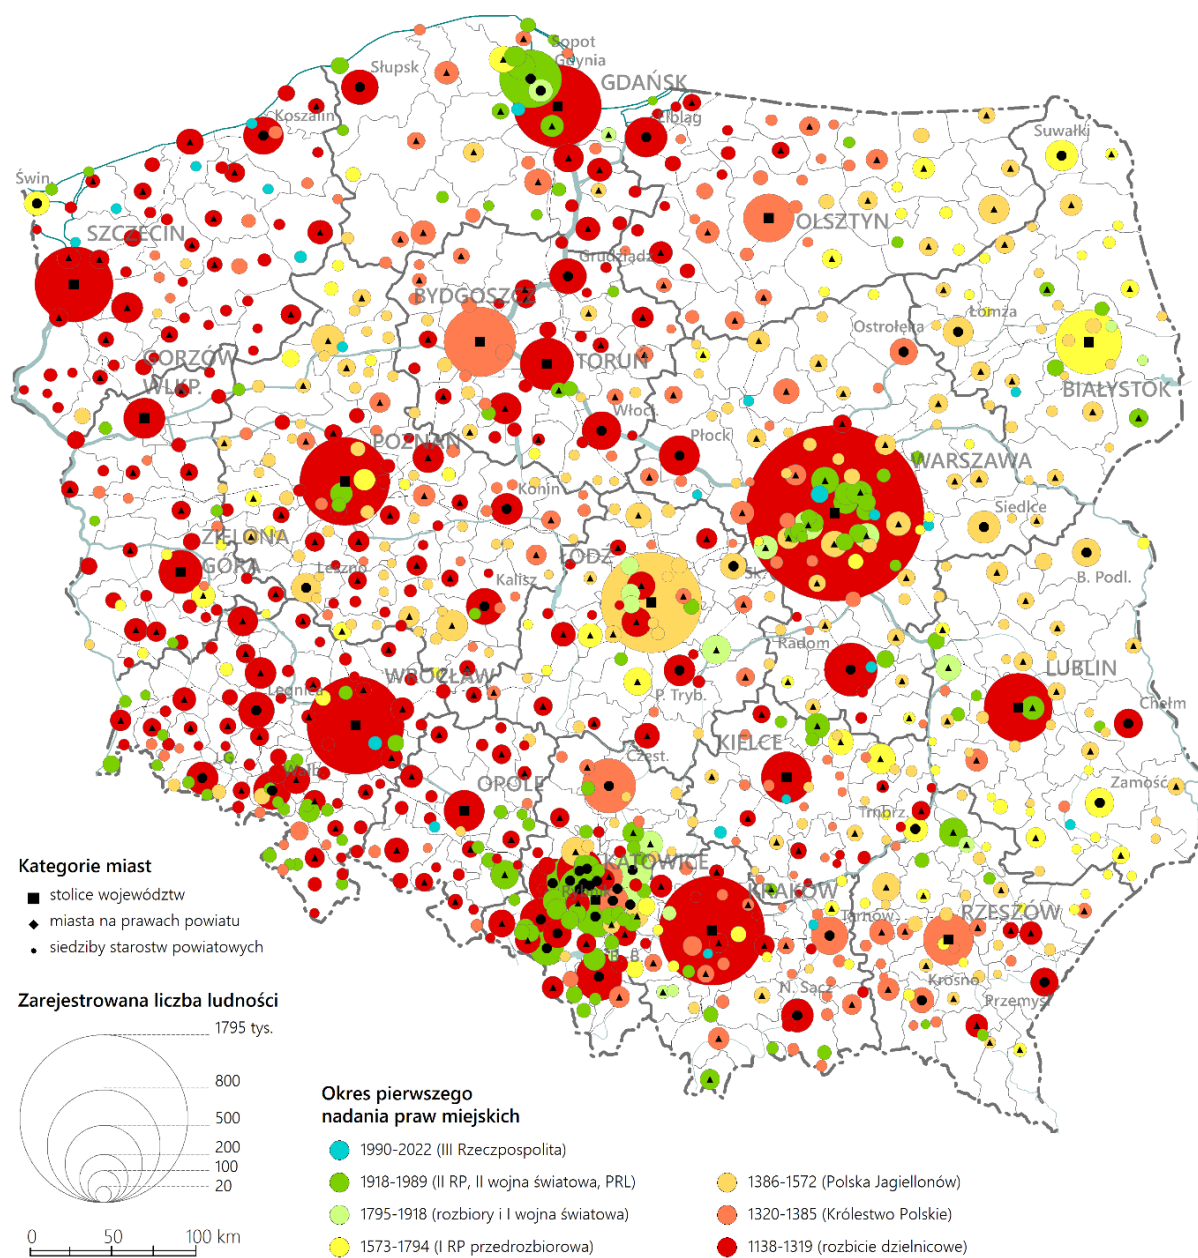 Sopot
Gdynia
Słupsk
GDAŃSK
Koszalin
Elbląg
Suwałki
Świn.
SZCZECIN
OLSZTYN
Grudziądz
BYDGOSZCZ
Ostrołęka
Łomża
GORZÓW
WLKP.
TORUŃ
BIAŁYSTOK
Włocł.
Płock
POZNAŃ
WARSZAWA
Konin
Siedlce
ZIELONA
GÓRA
ŁÓDŹ
Leszno
Kalisz
Sk.
B. Podl.
Radom
WROCŁAW
LUBLIN
Legnica
P. Tryb.
Chełm
KIELCE
Częst.
J. G.
Wałb.
OPOLE
Zamość
Trnbrz.
KATOWICE
KRAKÓW
Rybnik
Tarnów
RZESZÓW
B. B.
N. Sącz
Krosno
Przemyśl
Kategorie miast
stolice województw
miasta na prawach powiatu
siedziby starostw powiatowych
Zarejestrowana liczba ludności
1795 tys.
800
500
200
100
20
0 50 100 km
Okres pierwszego
nadania praw miejskich
1990-2022 (III Rzeczpospolita)
1918-1989 (II RP, II wojna światowa, PRL)
1795-1918 (rozbiory i I wojna światowa)
1573-1794 (I RP przedrozbiorowa)
1386-1572 (Polska Jagiellonów)
1320-1385 (Królestwo Polskie)
1138-1319 (rozbicie dzielnicowe)